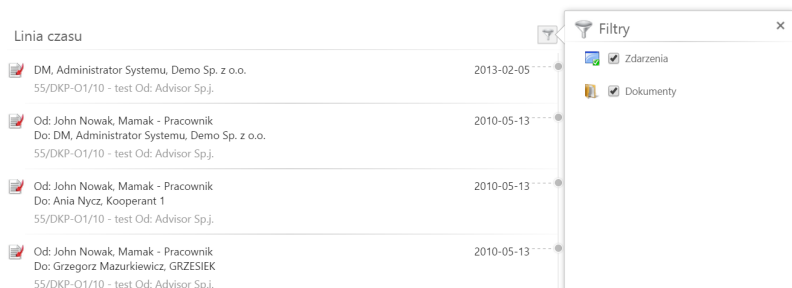 Linia czasu
DM, Administrator Systemu, Demo Sp. z o.o. 2013-02-05
55/DKP-O1/10 - test Od: Advisor Sp.j.
Od: John Nowak, Mamak - Pracownik 2010-05-13
Do: DM, Administrator Systemu, Demo Sp. z o.o.
55/DKP-O1/10 - test Od: Advisor Sp.j.
Od: John Nowak, Mamak - Pracownik 2010-05-13
Do: Ania Nycz, Kooperant 1
55/DKP-O1/10 - test Od: Advisor Sp.j.
Od: John Nowak, Mamak - Pracownik 2010-05-13
Do: Grzegorz Mazurkiewicz, GRZESIEK
55/DKP-O1/10 - test Od: Advisor Sp.j.
Filtry
Zdarzenia
Dokumenty